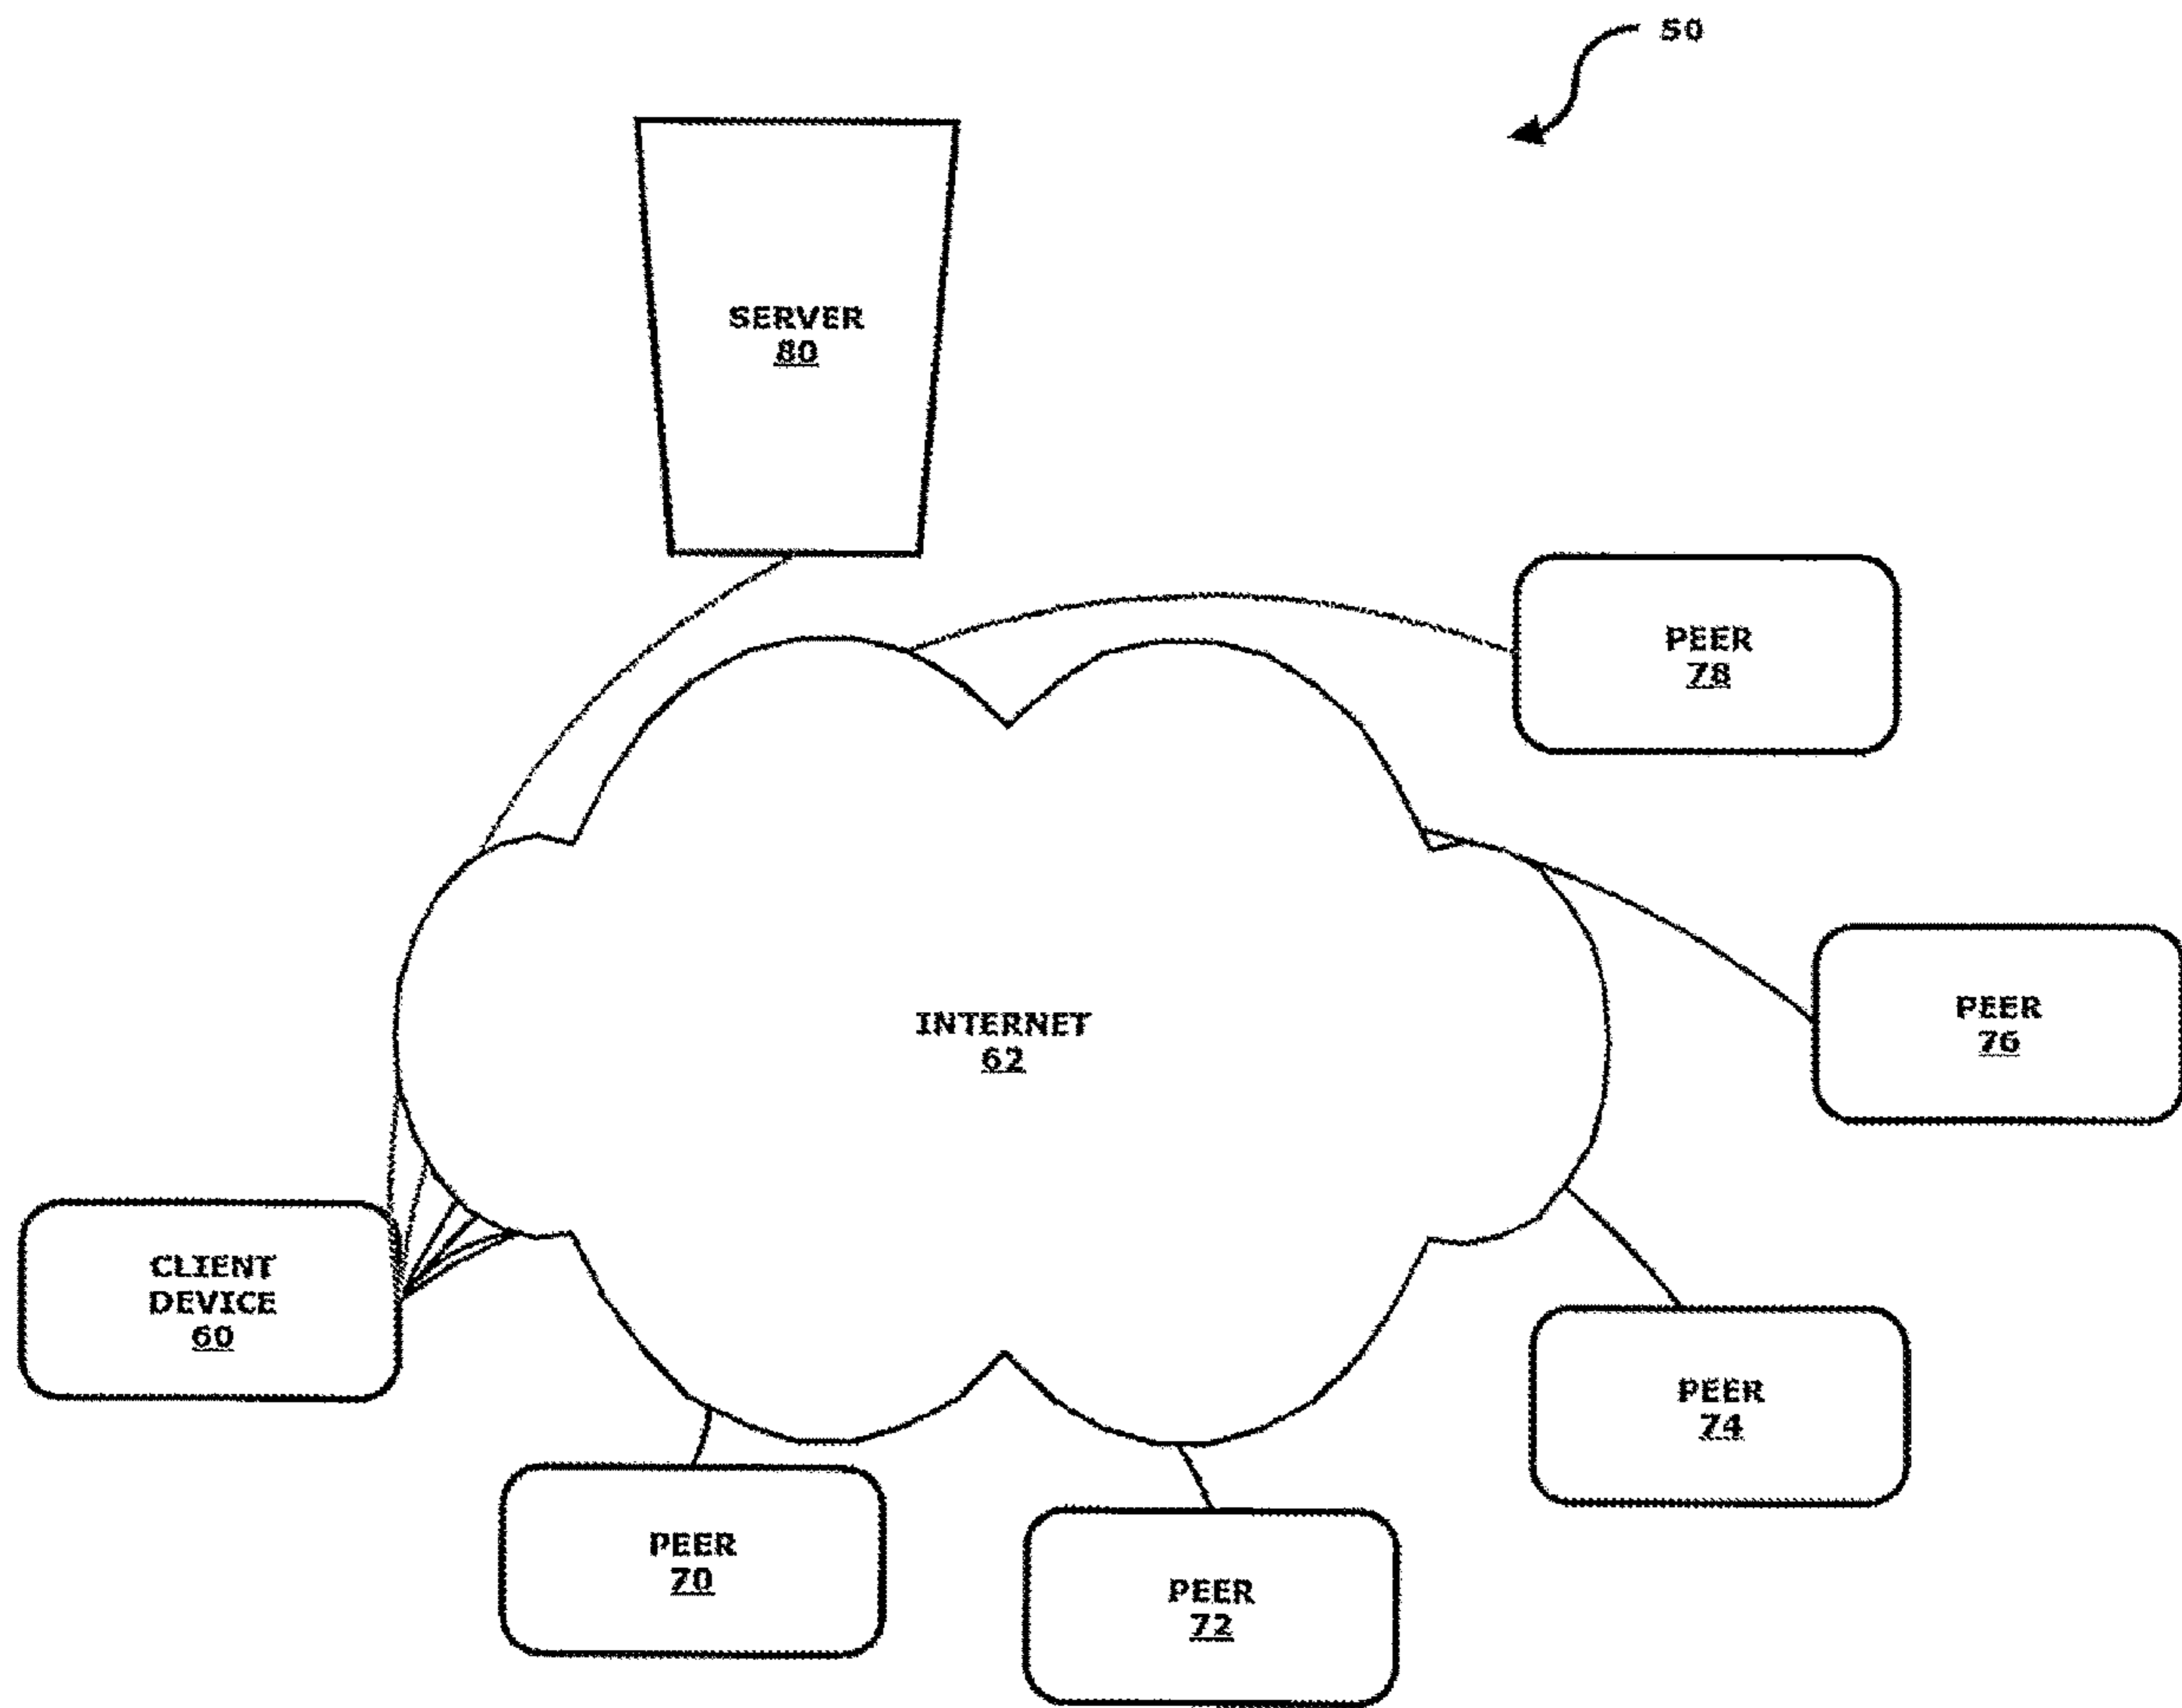 50
SERVER
80
PEER
78
INTERNET
62
PEER
76
CLIENT
DEVICE
60
PEER
74
PEER
70
PEER
72